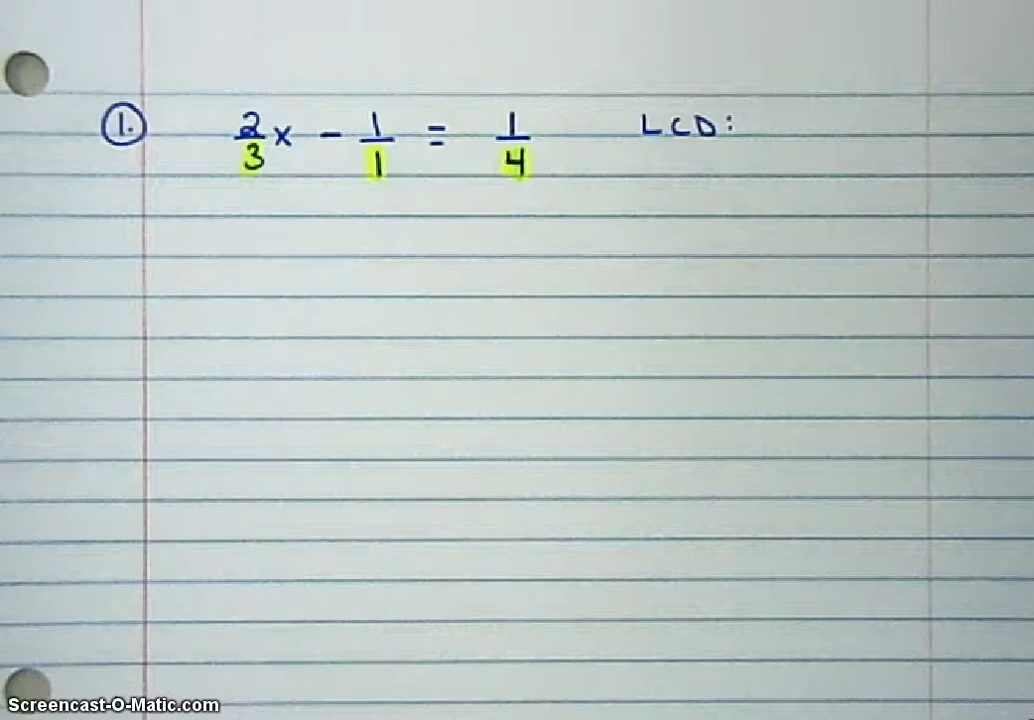 1. 2/3 x - 1/1 = 1/4 LCD:
Screencast-O-Matic.com